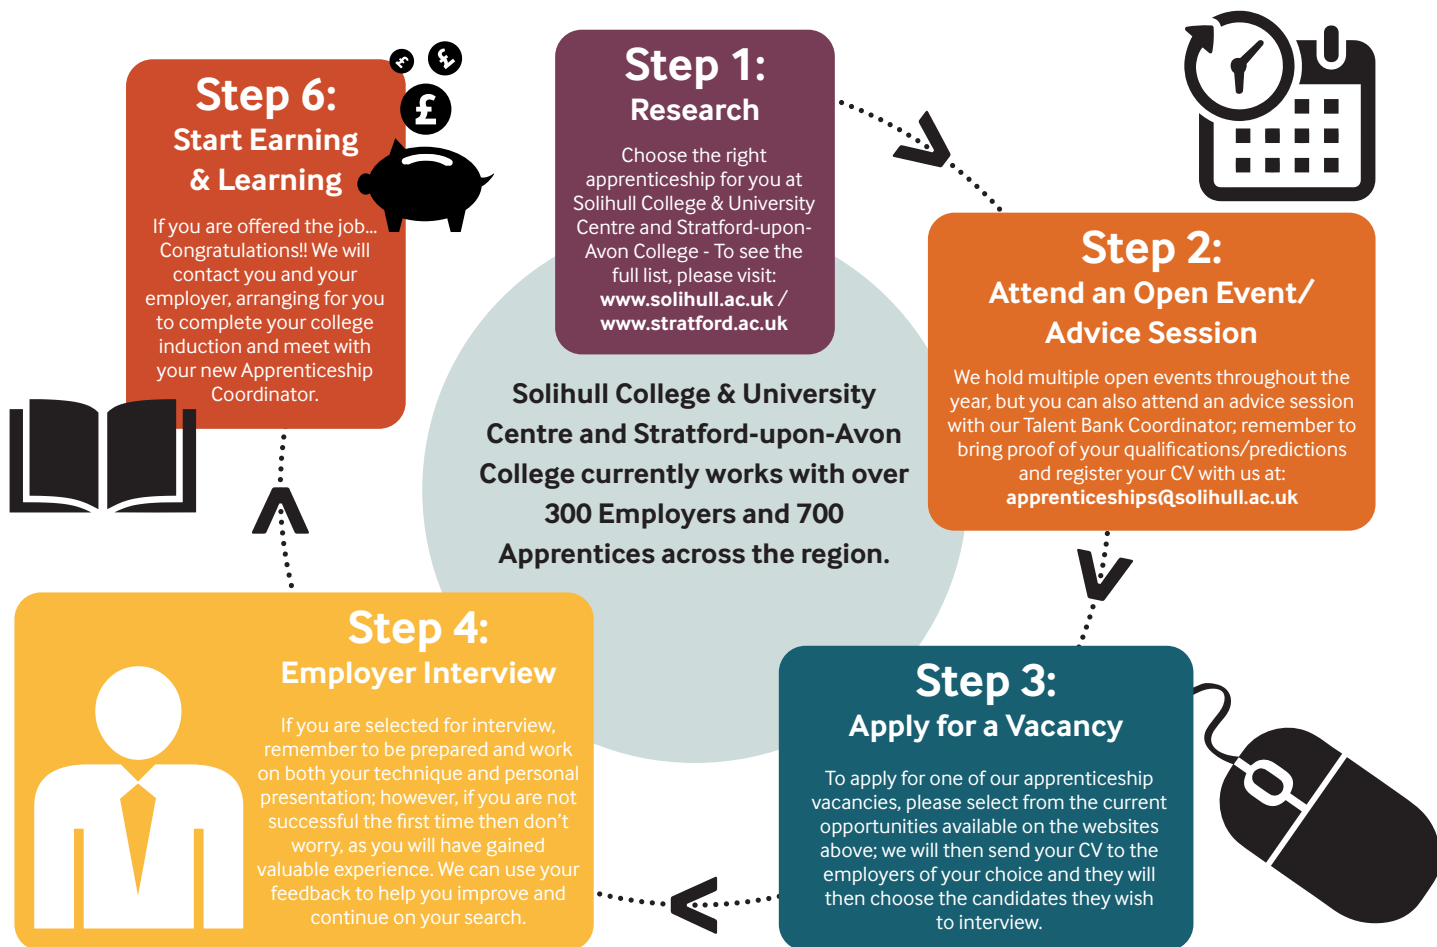 Step 1:
Research
Choose the right
apprenticeship for you at
Solihull College & University
Centre and Stratford-upon-
Avon College - To see the
full list, please visit:
www.solihull.ac.uk /
www.stratford.ac.uk
Step 2:
Attend an Open Event/
Advice Session
We hold multiple open events throughout the
year, but you can also attend an advice session
with our Talent Bank Coordinator; remember to
bring proof of your qualifications/predictions
and register your CV with us at:
apprenticeships@solihull.ac.uk
Step 3:
Apply for a Vacancy
To apply for one of our apprenticeship
vacancies, please select from the current
opportunities available on the websites
above; we will then send your CV to the
employers of your choice and they will
then choose the candidates they wish
to interview.
Step 4:
Employer Interview
If you are selected for interview,
remember to be prepared and work
on both your technique and personal
presentation; however, if you are not
successful the first time then don't
worry, as you will have gained
valuable experience. We can use your
feedback to help you improve and
continue on your search.
Step 6:
Start Earning
& Learning
If you are offered the job...
Congratulations!! We will
contact you and your
employer, arranging for you
to complete your college
induction and meet with
your new Apprenticeship
Coordinator.
£
£
£
Solihull College & University
Centre and Stratford-upon-Avon
College currently works with over
300 Employers and 700
Apprentices across the region.